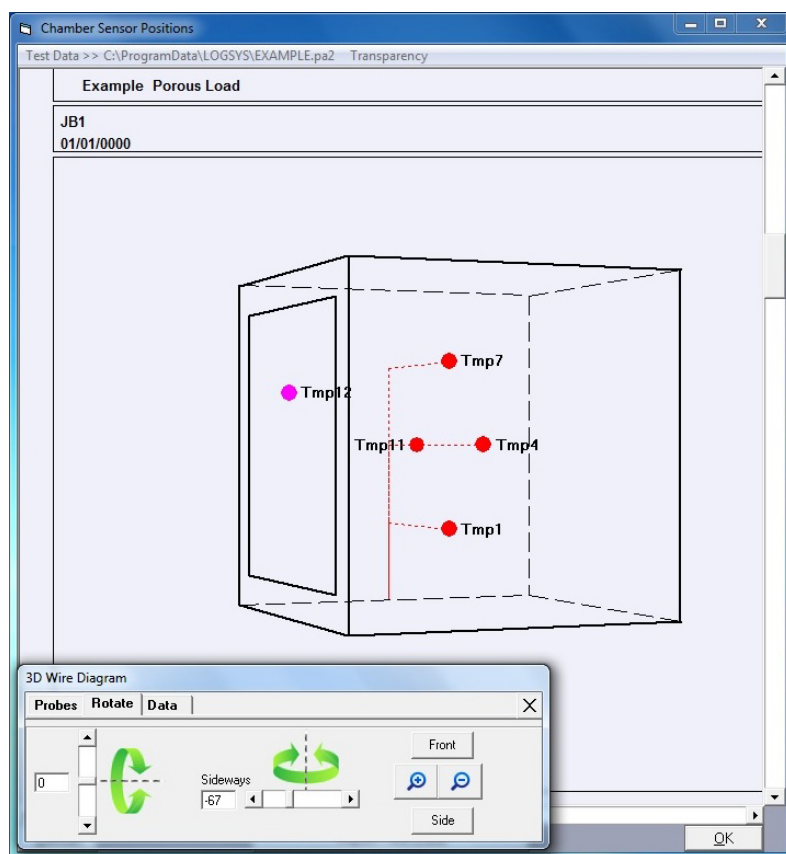 Chamber Sensor Positions
Test Data >> C:\ProgramData\LOGSYS\EXAMPLE.pa2 Transparency
Example Porous Load
JB1
01/01/0000
Tmp7
Tmp12
Tmp11
Tmp4
Tmp1
3D Wire Diagram
Probes Rotate Data
Front
0
Sideways
-67
Side
OK